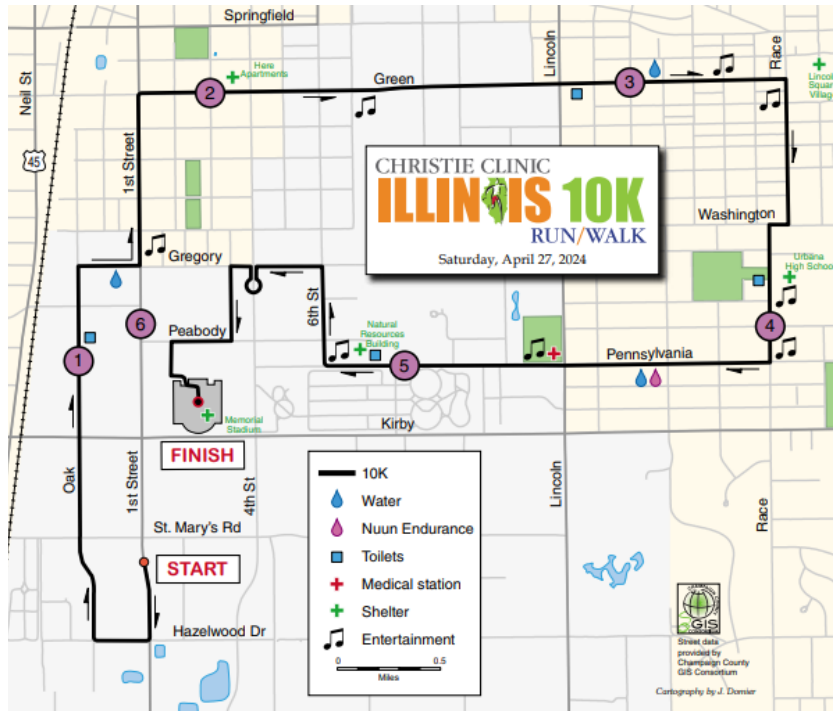 Springfield
Neil St
45
1st Street
Here
Apartments
2
Green
Lincoln
3
Race
Lincoln
Square
Village
CHRISTIE CLINIC
ILLINOIS 10K
RUN/WALK
Saturday, April 27, 2024
Washington
Urbana
High School
Gregory
6
Peabody
6th St
Natural
Resources
Building
5
Pennsylvania
4
1
Memorial
Stadium
Kirby
FINISH
Oak
1st Street
4th St
Lincoln
Race
St. Mary's Rd
START
Hazelwood Dr
10K
Water
Nuun Endurance
Toilets
Medical station
Shelter
Entertainment
0 0.5
Miles
GIS
Street data
provided by
Champaign County
GIS Consortium
Cartography by J. Domier